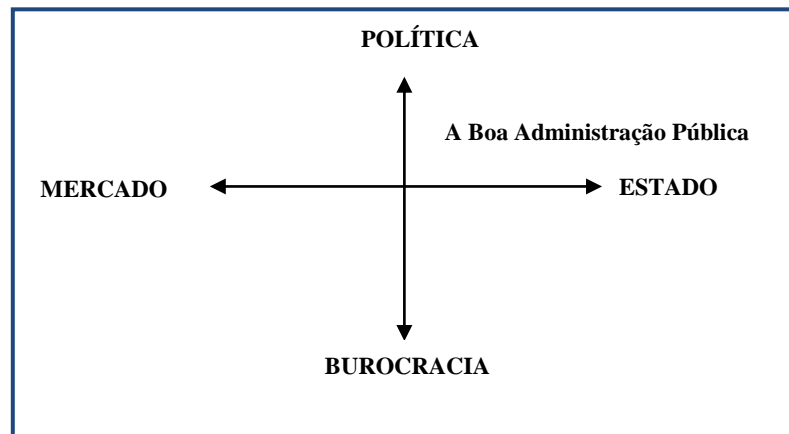 POLÍTICA
A Boa Administração Pública
MERCADO
ESTADO
BUROCRACIA